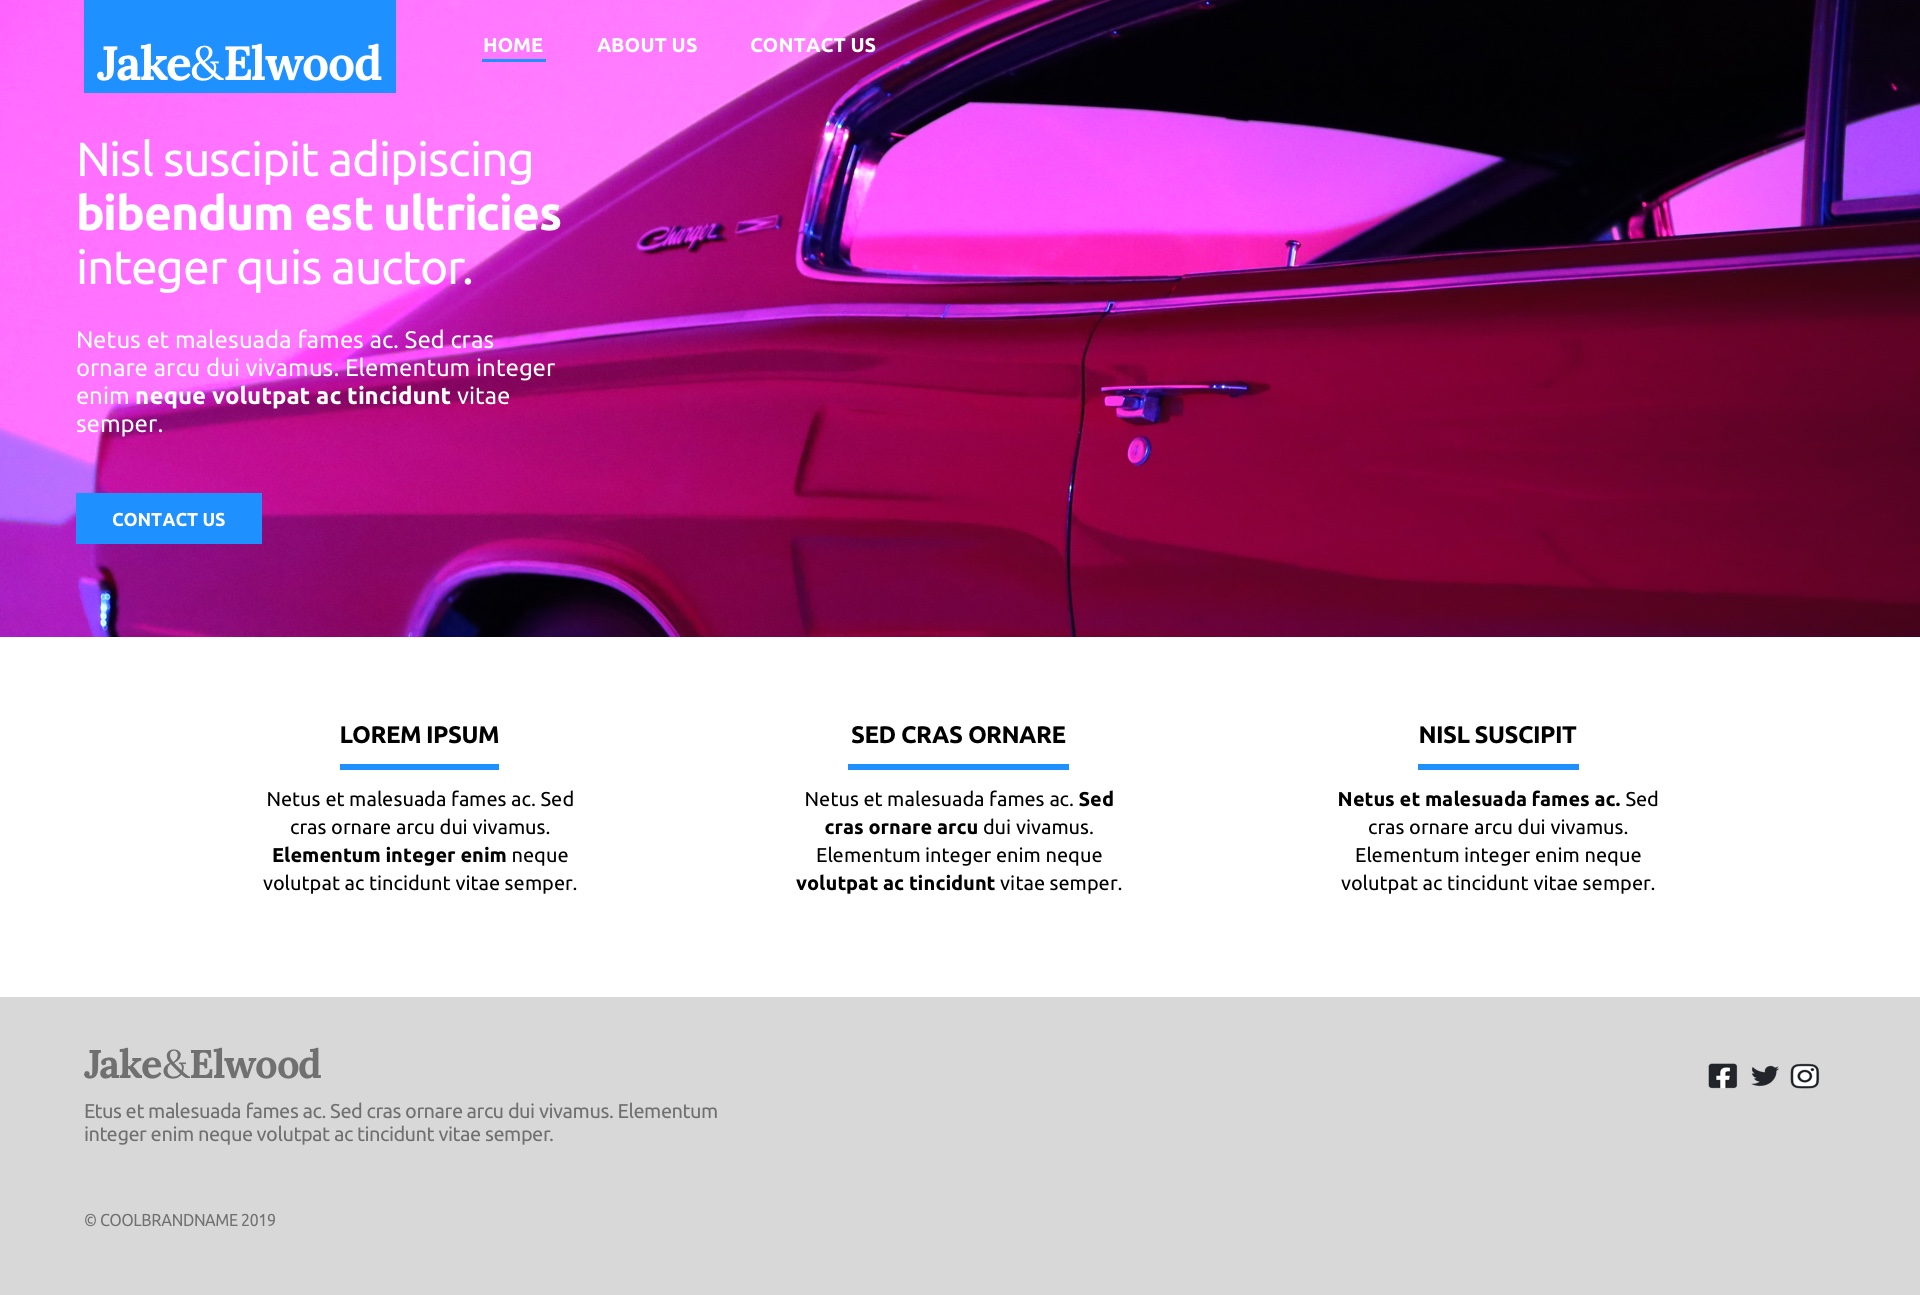 Jake&Elwood
HOME ABOUT US CONTACT US
Nisl suscipit adipiscing
bibendum est ultricies
integer quis auctor.
Charger
Netus et malesuada fames ac. Sed cras
ornare arcu dui vivamus. Elementum integer
enim neque volutpat ac tincidunt vitae
semper.
CONTACT US
LOREM IPSUM
Netus et malesuada fames ac. Sed
cras ornare arcu dui vivamus.
Elementum integer enim neque
volutpat ac tincidunt vitae semper.
SED CRAS ORNARE
Netus et malesuada fames ac. Sed
cras ornare arcu dui vivamus.
Elementum integer enim neque
volutpat ac tincidunt vitae semper.
NISL SUSCIPIT
Netus et malesuada fames ac. Sed
cras ornare arcu dui vivamus.
Elementum integer enim neque
volutpat ac tincidunt vitae semper.
Jake&Elwood
Etus et malesuada fames ac. Sed cras ornare arcu dui vivamus. Elementum
integer enim neque volutpat ac tincidunt vitae semper.
© COOLBRANDNAME 2019